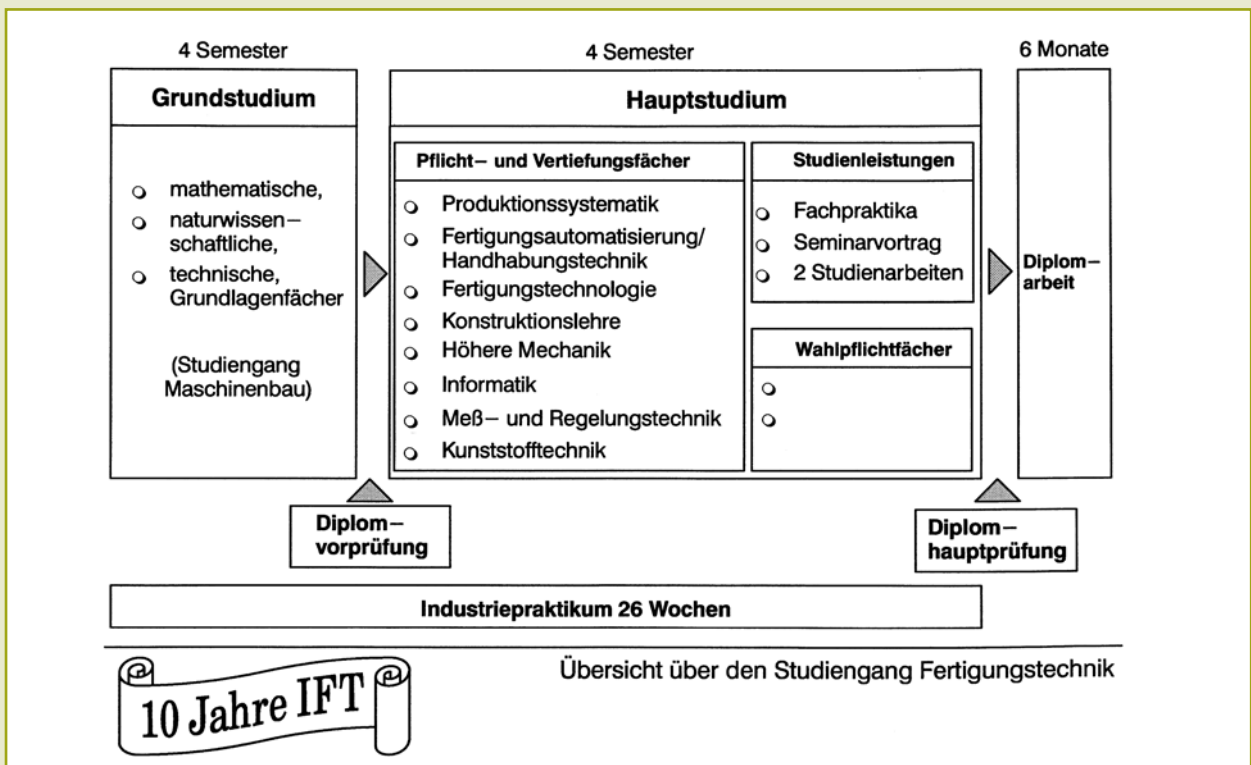 4 Semester
Grundstudium
mathematische,
naturwissen–
schaftliche,
technische,
Grundlagenfächer
(Studiengang
Maschinenbau)
4 Semester
Hauptstudium
Pflicht– und Vertiefungsfächer
Produktionssystematik
Fertigungsautomatisierung/
Handhabungstechnik
Fertigungstechnologie
Konstruktionslehre
Höhere Mechanik
Informatik
Meß– und Regelungstechnik
Kunststofftechnik
Studienleistungen
Fachpraktika
Seminarvortrag
2 Studienarbeiten
Wahlpflichtfächer
6 Monate
Diplom–
arbeit
Diplom–
vorprüfung
Diplom–
hauptprüfung
Industriepraktikum 26 Wochen
10 Jahre IFT
Übersicht über den Studiengang Fertigungstechnik